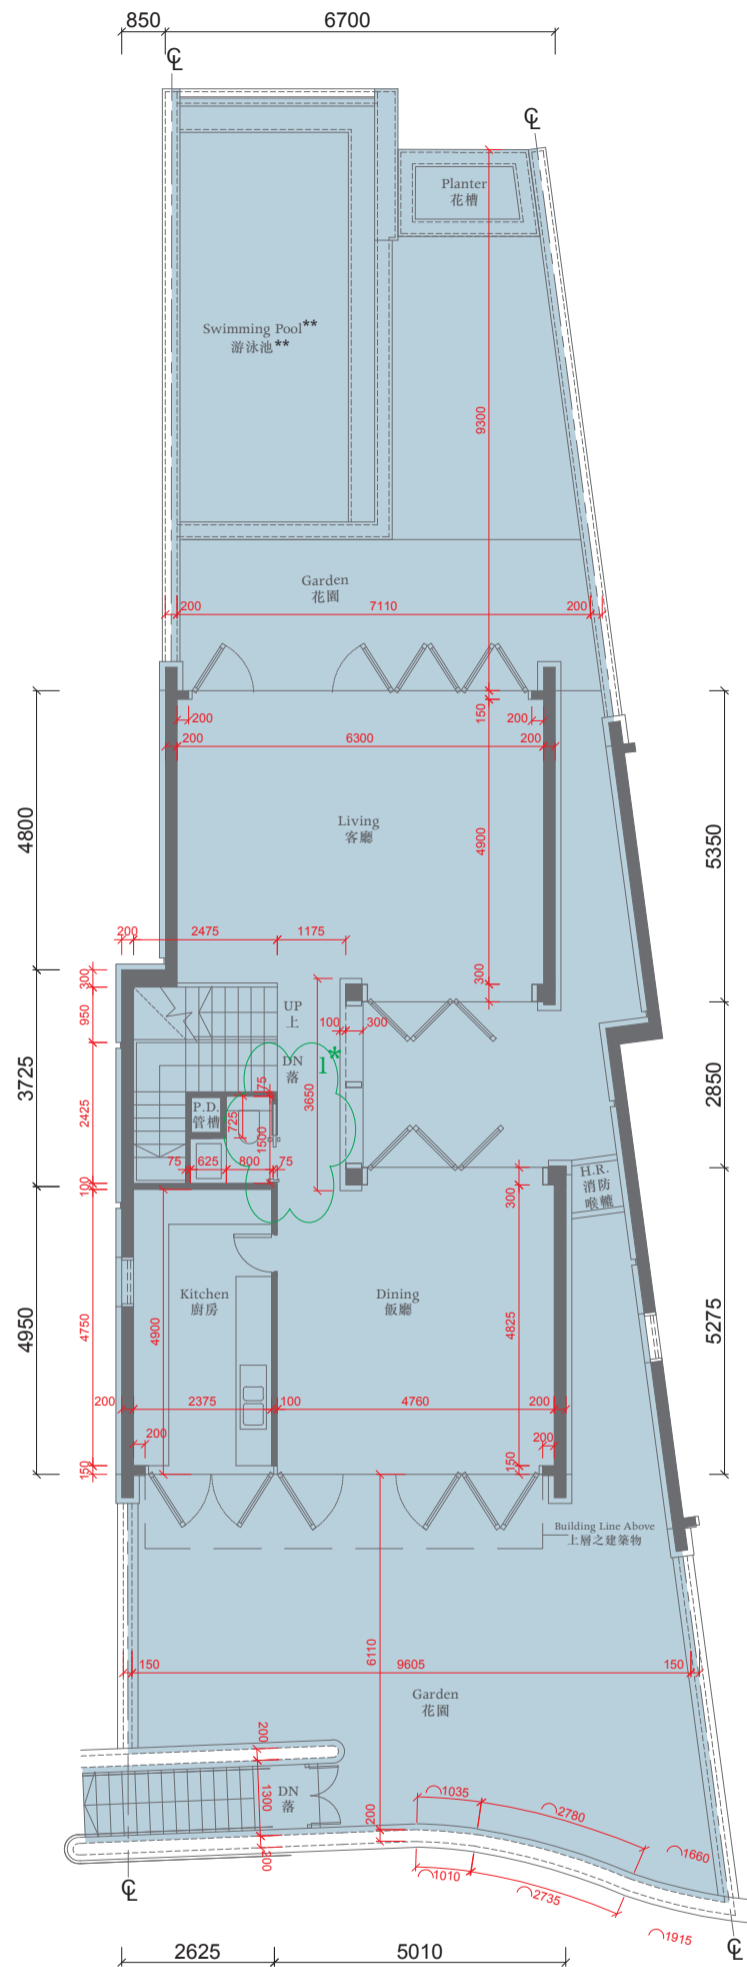 850
6700
℄
℄
Planter
花槽
Swimming Pool**
游泳池**
9300
Garden
花園
200
7110
200
150
200
200
200
6300
200
4800
Living
客廳
4900
5350
200
2475
1175
300
300
950
UP
上
100
300
DN
落
1*
3725
2850
2425
3650
P.D.
管槽
75
725
1500
75
625
800
75
100
H.R.
消防
喉轆
300
Kitchen
廚房
Dining
飯廳
4950
4750
4900
4825
5275
200
2375
100
4760
200
200
200
150
150
Building Line Above
上層之建築物
6110
150
9605
150
Garden
花園
200
DN
落
1300
200
200
1035
2780
1660
1010
2735
1915
℄
℄
2625
5010